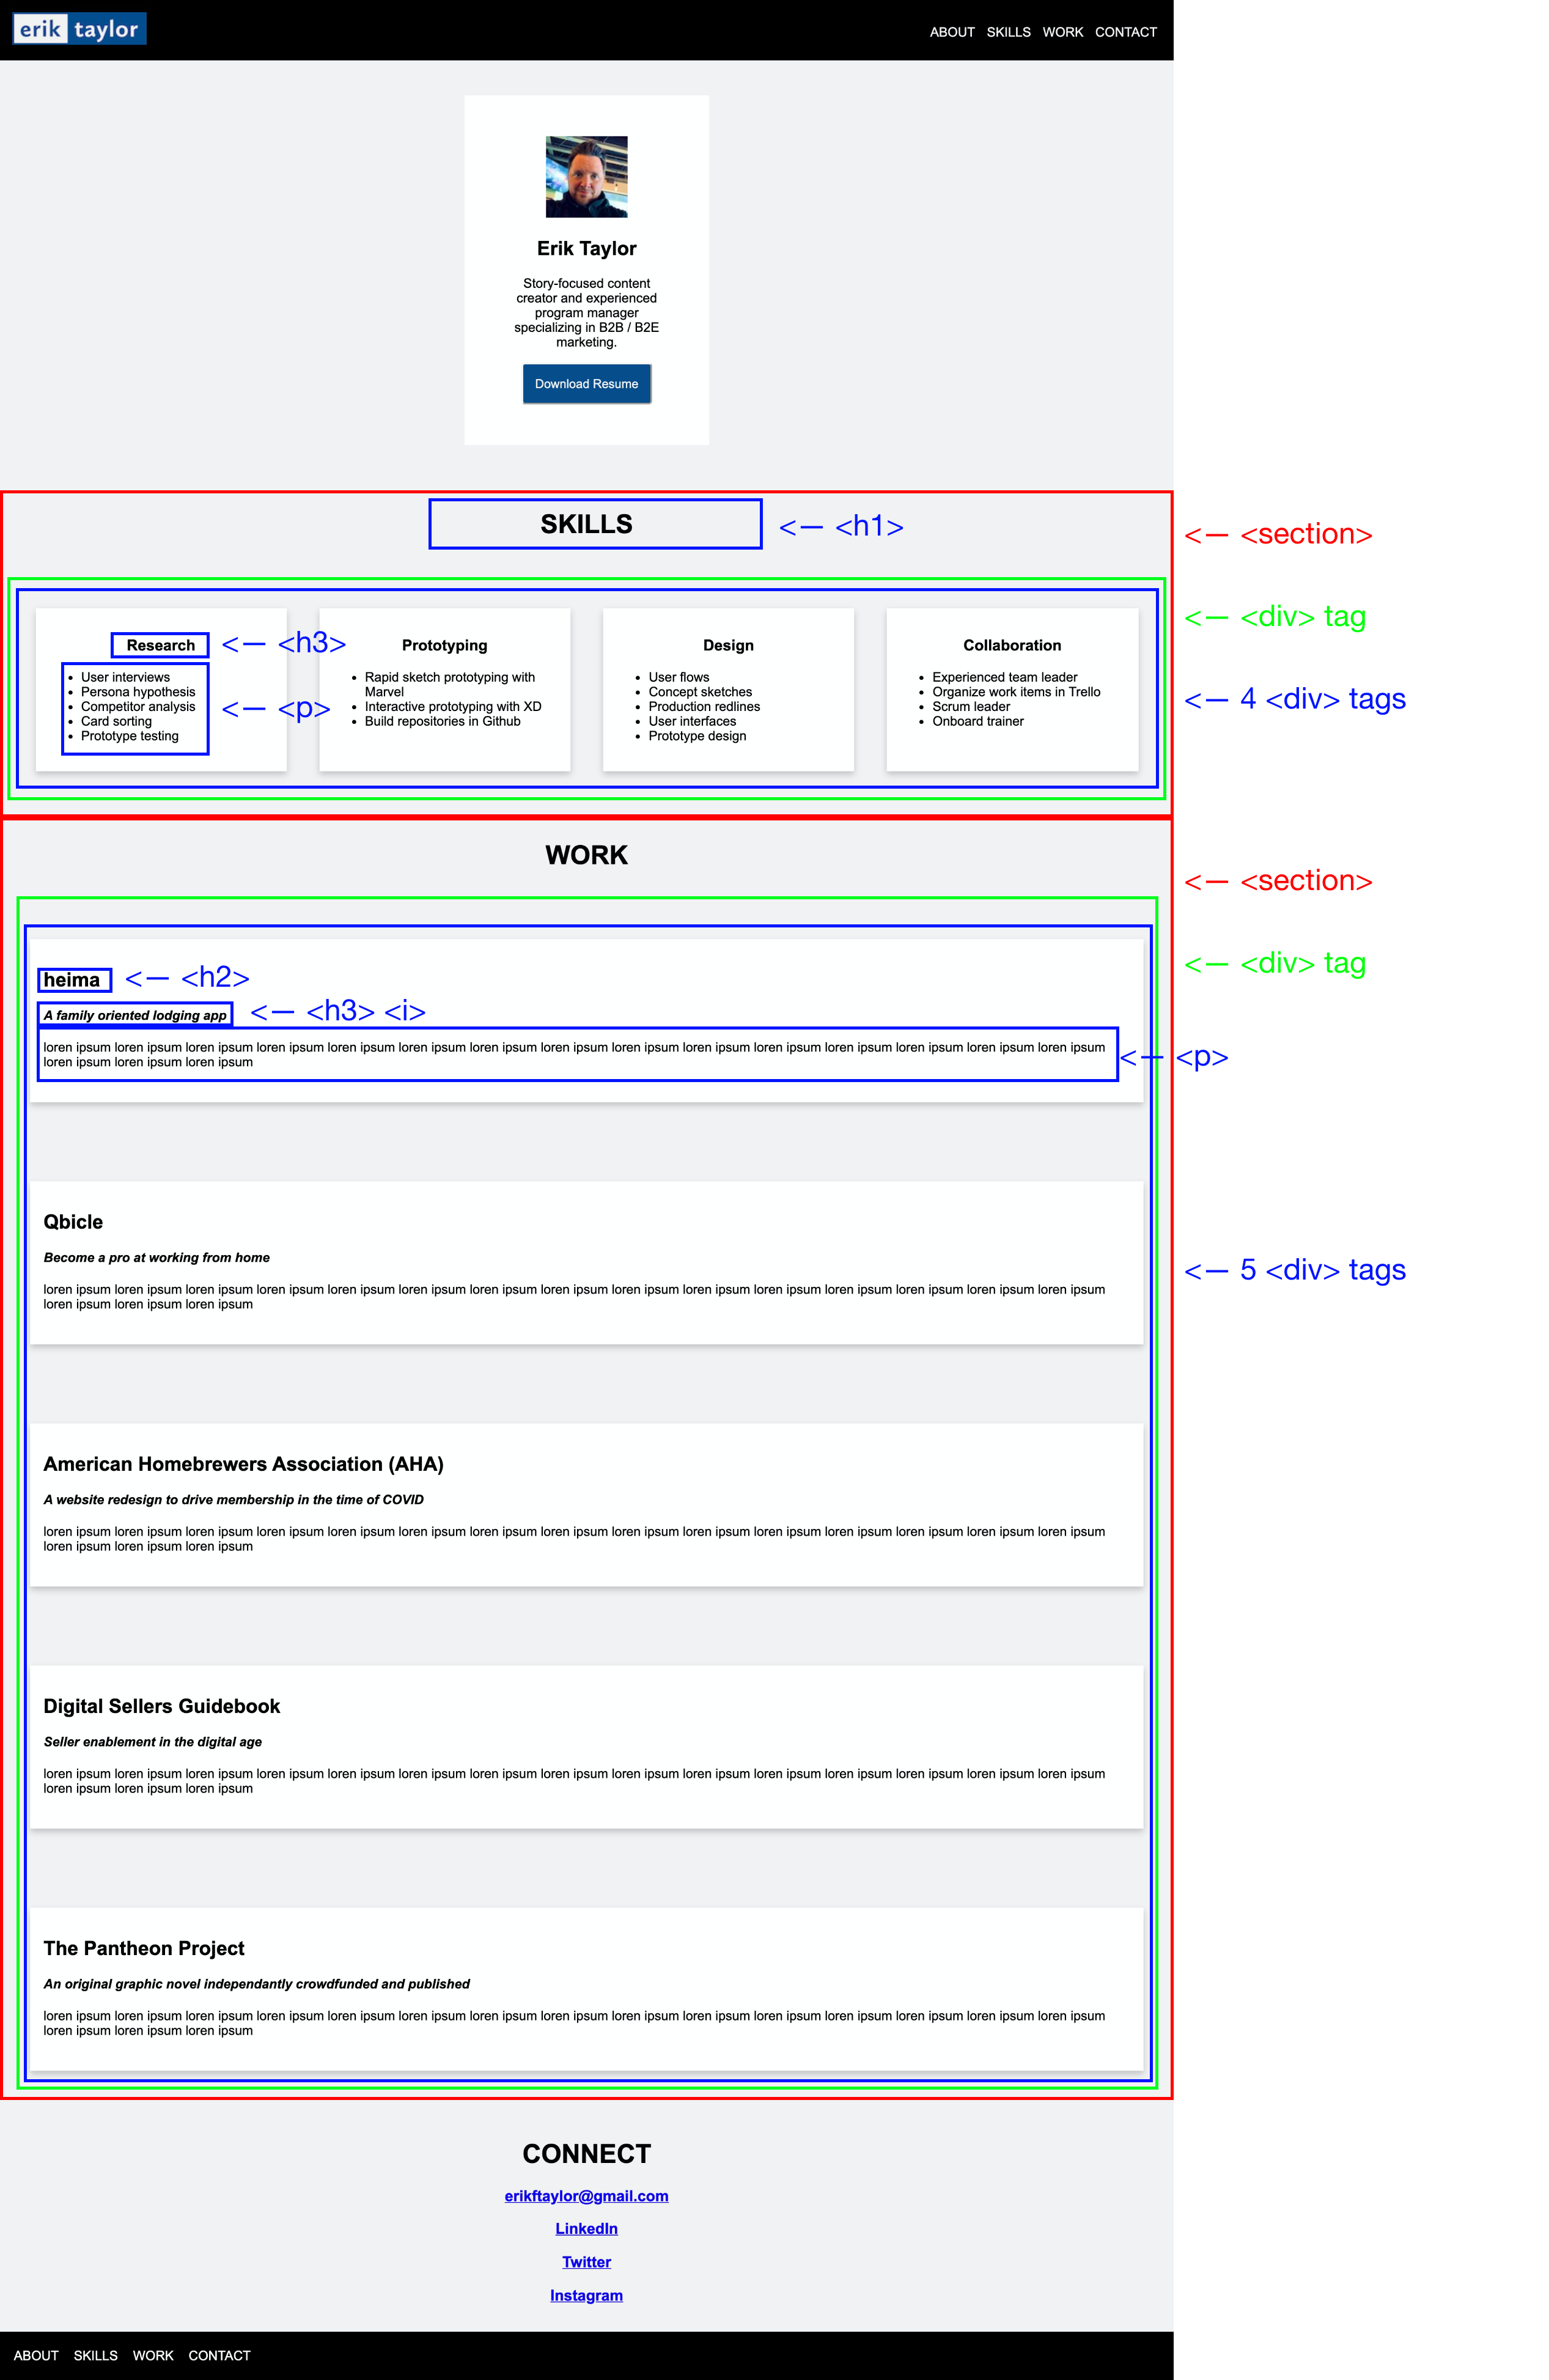 erik taylor
ABOUT SKILLS WORK CONTACT
Erik Taylor
Story-focused content
creator and experienced
program manager
specializing in B2B / B2E
marketing.
Download Resume
SKILLS
<— <h1>
<— <section>
<— <div> tag
<— 4 <div> tags
Research
<— <h3>
User interviews
Persona hypothesis
Competitor analysis
Card sorting
Prototype testing
<— <p>
Prototyping
Rapid sketch prototyping with
Marvel
Interactive prototyping with XD
Build repositories in Github
Design
User flows
Concept sketches
Production redlines
User interfaces
Prototype design
Collaboration
Experienced team leader
Organize work items in Trello
Scrum leader
Onboard trainer
WORK
<— <section>
<— <div> tag
heima
<— <h2>
A family oriented lodging app
<— <h3> <i>
loren ipsum loren ipsum loren ipsum loren ipsum loren ipsum loren ipsum loren ipsum loren ipsum loren ipsum loren ipsum loren ipsum loren ipsum loren ipsum loren ipsum loren ipsum
loren ipsum loren ipsum loren ipsum
<— <p>
Qbicle
Become a pro at working from home
<— 5 <div> tags
loren ipsum loren ipsum loren ipsum loren ipsum loren ipsum loren ipsum loren ipsum loren ipsum loren ipsum loren ipsum loren ipsum loren ipsum loren ipsum loren ipsum loren ipsum
loren ipsum loren ipsum loren ipsum
American Homebrewers Association (AHA)
A website redesign to drive membership in the time of COVID
loren ipsum loren ipsum loren ipsum loren ipsum loren ipsum loren ipsum loren ipsum loren ipsum loren ipsum loren ipsum loren ipsum loren ipsum loren ipsum loren ipsum loren ipsum
loren ipsum loren ipsum loren ipsum
Digital Sellers Guidebook
Seller enablement in the digital age
loren ipsum loren ipsum loren ipsum loren ipsum loren ipsum loren ipsum loren ipsum loren ipsum loren ipsum loren ipsum loren ipsum loren ipsum loren ipsum loren ipsum loren ipsum
loren ipsum loren ipsum loren ipsum
The Pantheon Project
An original graphic novel independantly crowdfunded and published
loren ipsum loren ipsum loren ipsum loren ipsum loren ipsum loren ipsum loren ipsum loren ipsum loren ipsum loren ipsum loren ipsum loren ipsum loren ipsum loren ipsum loren ipsum
loren ipsum loren ipsum loren ipsum
CONNECT
erikftaylor@gmail.com
LinkedIn
Twitter
Instagram
ABOUT SKILLS WORK CONTACT